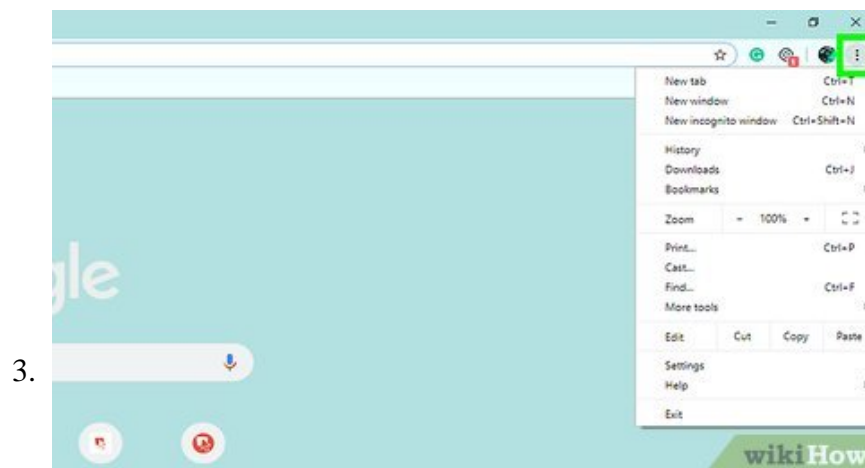 New tab Ctrl+T
New window Ctrl+N
New incognito window Ctrl+Shift+N
History
Downloads Ctrl+J
Bookmarks
Zoom - 100% +
Print... Ctrl+P
Cast...
Find... Ctrl+F
More tools
Edit Cut Copy Paste
Settings
Help
Exit
gle
3.
wikiHow